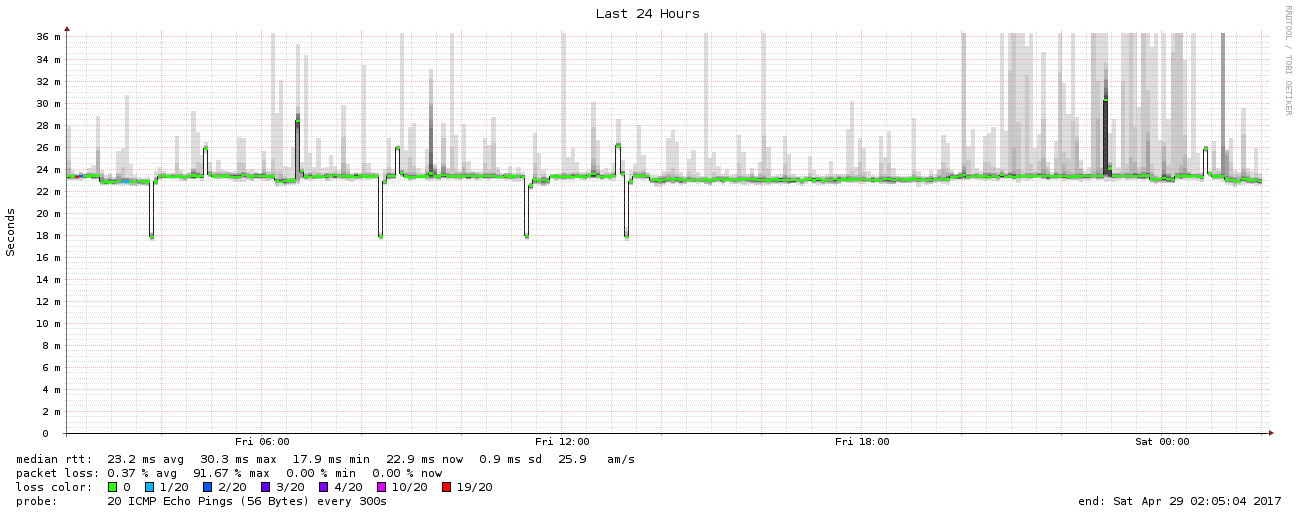 Last 24 Hours
RRDTOOL / TOBI OETIKER
Seconds
36 m
34 m
32 m
30 m
28 m
26 m
24 m
22 m
20 m
18 m
16 m
14 m
12 m
10 m
8 m
6 m
4 m
2 m
0
Fri 06:00 Fri 12:00 Fri 18:00 Sat 00:00
median rtt: 23.2 ms avg 30.3 ms max 17.9 ms min 22.9 ms now 0.9 ms sd 25.9 am/s
packet loss: 0.37 % avg 91.67 % max 0.00 % min 0.00 % now
loss color: 0 1/20 2/20 3/20 4/20 10/20 19/20
probe: 20 ICMP Echo Pings (56 Bytes) every 300s end: Sat Apr 29 02:05:04 2017